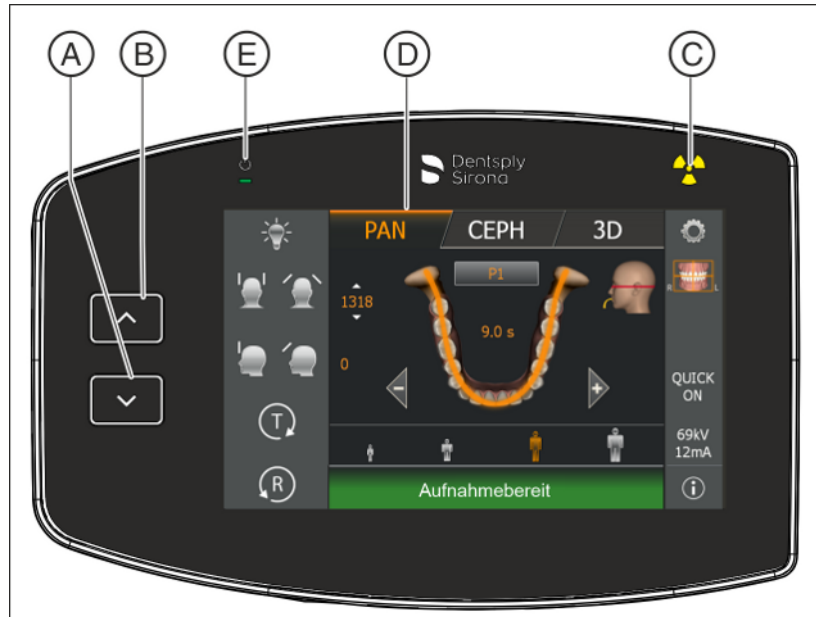 A
B
E
D
C
Dentsply
Sirona
PAN
CEPH
3D
P1
1318
R
L
9.0 s
0
QUICK
ON
T
69kV
12mA
R
Aufnahmebereit
i